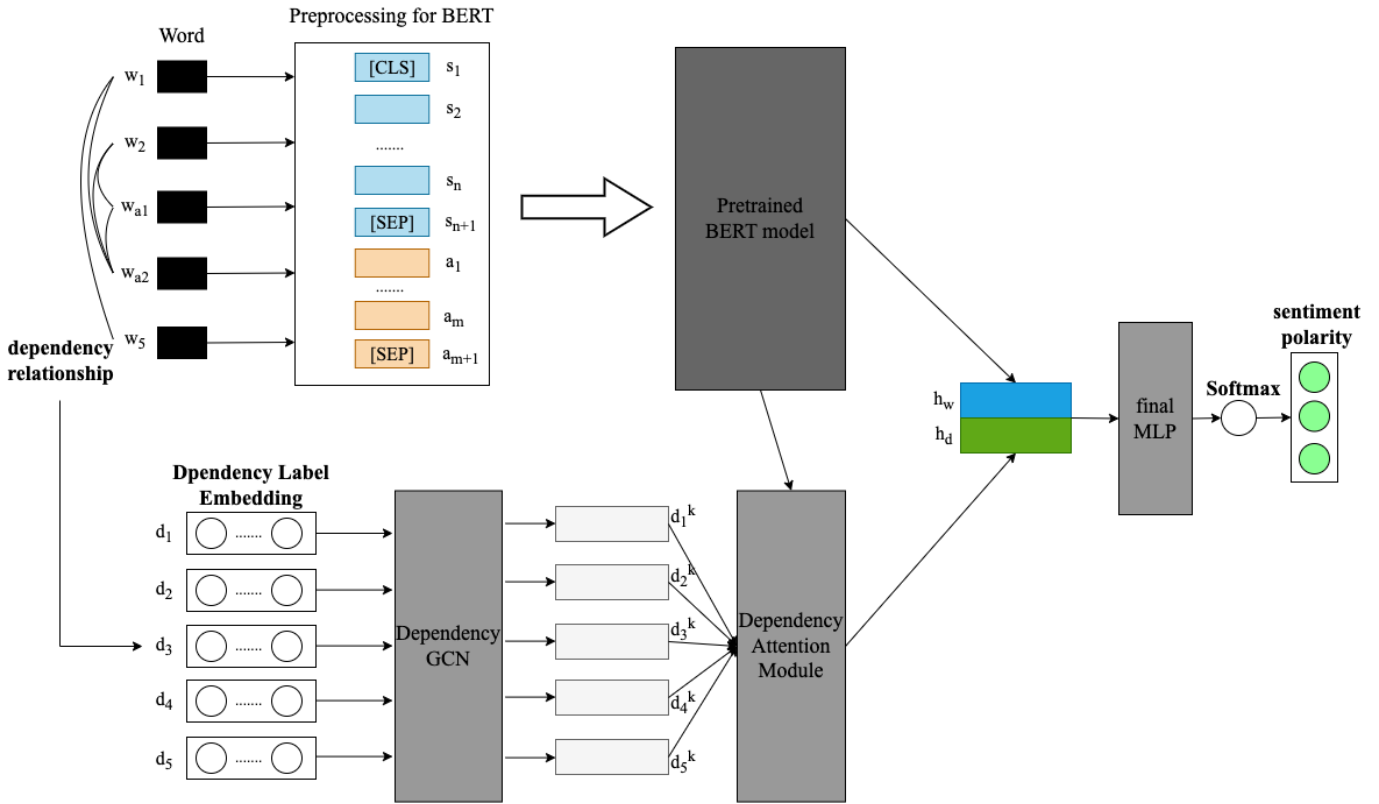 Preprocessing for BERT
Word
w1
w2
wa1
wa2
w5
[CLS] s1
s2
.......
sn
[SEP] sn+1
a1
.......
am
[SEP] am+1
Pretrained
BERT model
dependency
relationship
Dpendency Label
Embedding
d1 .......
d2 .......
d3 .......
d4 .......
d5 .......
Dependency
GCN
d1k
d2k
d3k
d4k
d5k
Dependency
Attention
Module
hw
hd
final
MLP
Softmax
sentiment
polarity